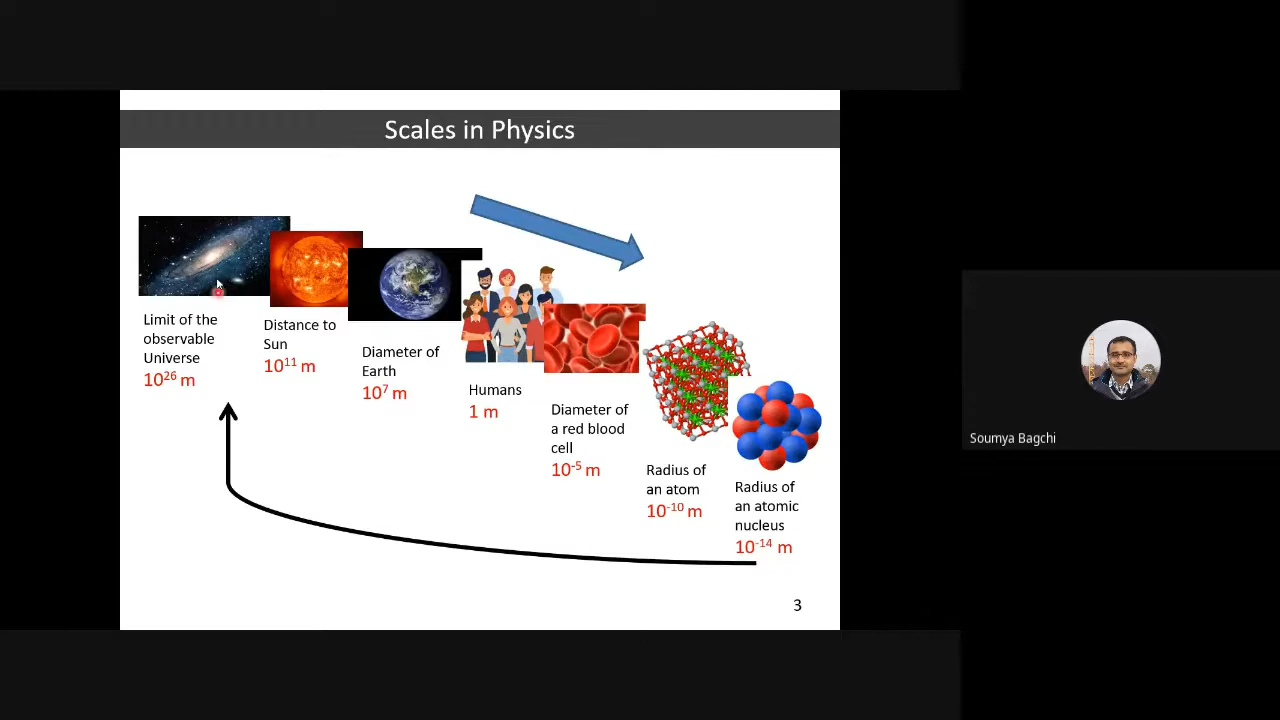 Scales in Physics
Limit of the
observable
Universe
10²⁶ m
Distance to
Sun
10¹¹ m
Diameter of
Earth
10⁷ m
Humans
1 m
Diameter of
a red blood
cell
10⁻⁵ m
Radius of
an atom
10⁻¹⁰ m
Radius of
an atomic
nucleus
10⁻¹⁴ m
3
Soumya Bagchi